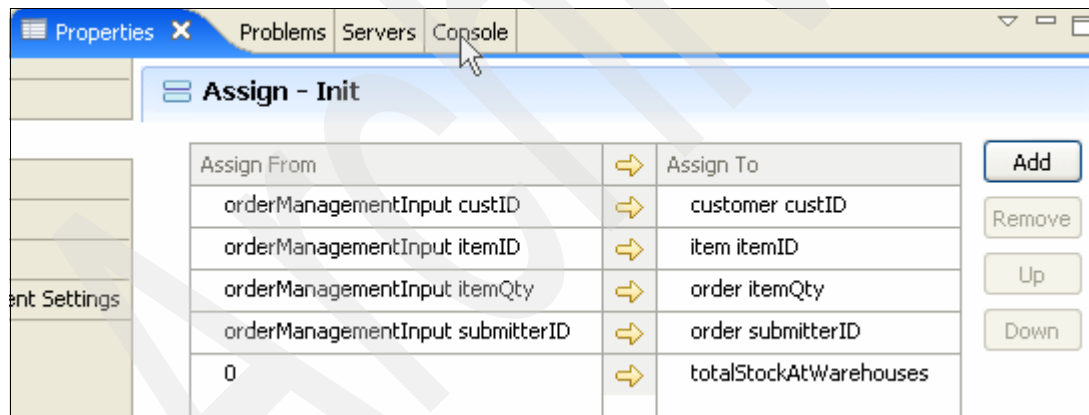 Properties Problems Servers Console
Assign - Init
Assign From Assign To Add
orderManagementInput custID customer custID
Remove
orderManagementInput itemID item itemID
ent Settings orderManagementInput itemQty order itemQty Up
orderManagementInput submitterID order submitterID Down
0 totalStockAtWarehouses